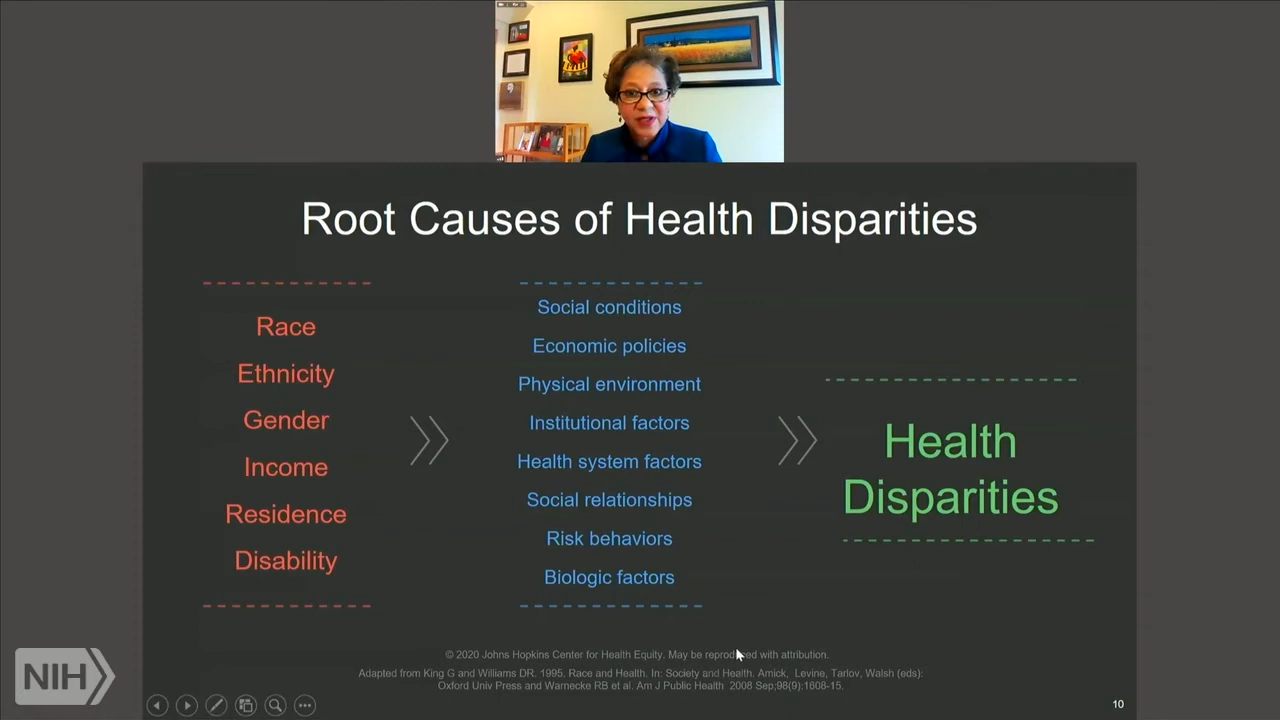 Root Causes of Health Disparities
Race
Ethnicity
Gender
Income
Residence
Disability
Social conditions
Economic policies
Physical environment
Institutional factors
Health system factors
Social relationships
Risk behaviors
Biologic factors
Health
Disparities
© 2020 Johns Hopkins Center for Health Equity. May be reproduced with attribution.
Adapted from King G and Williams DR. 1995. Race and Health. In: Society and Health. Amick, Levine, Tarlov, Walsh (eds):
Oxford Univ Press and Warnecke RB et al. Am J Public Health 2008 Sep;98(9):1608-15.
NIH
10